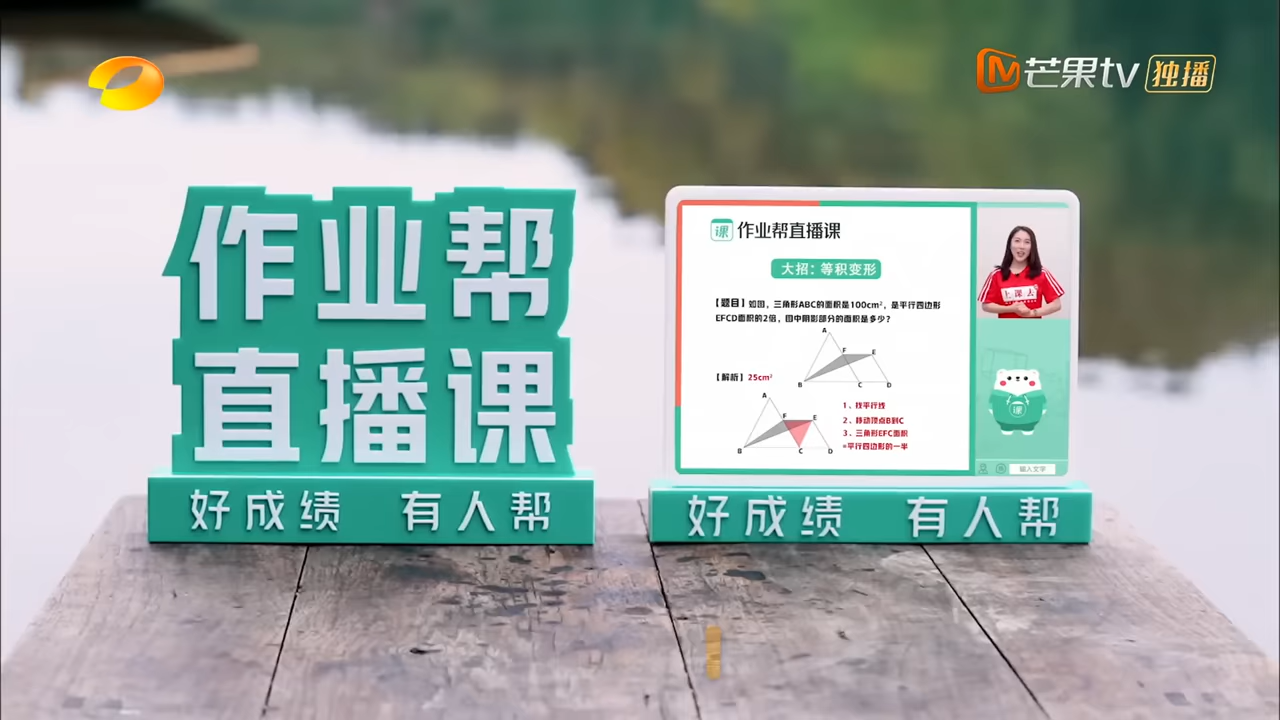 芒果tv 独播
作业帮
直播课
好成绩 有人帮
课 作业帮直播课
大招：等积变形
【题目】如图，三角形ABC的面积是100cm²，是平行四边形
EFCD面积的2倍，图中阴影部分的面积是多少？
A
F E
B C D
【解析】25cm²
A
F E
B C D
1、找平行线
2、移动顶点B到C
3、三角形EFC面积
=平行四边形的一半
上课去
课
输入文字
好成绩 有人帮